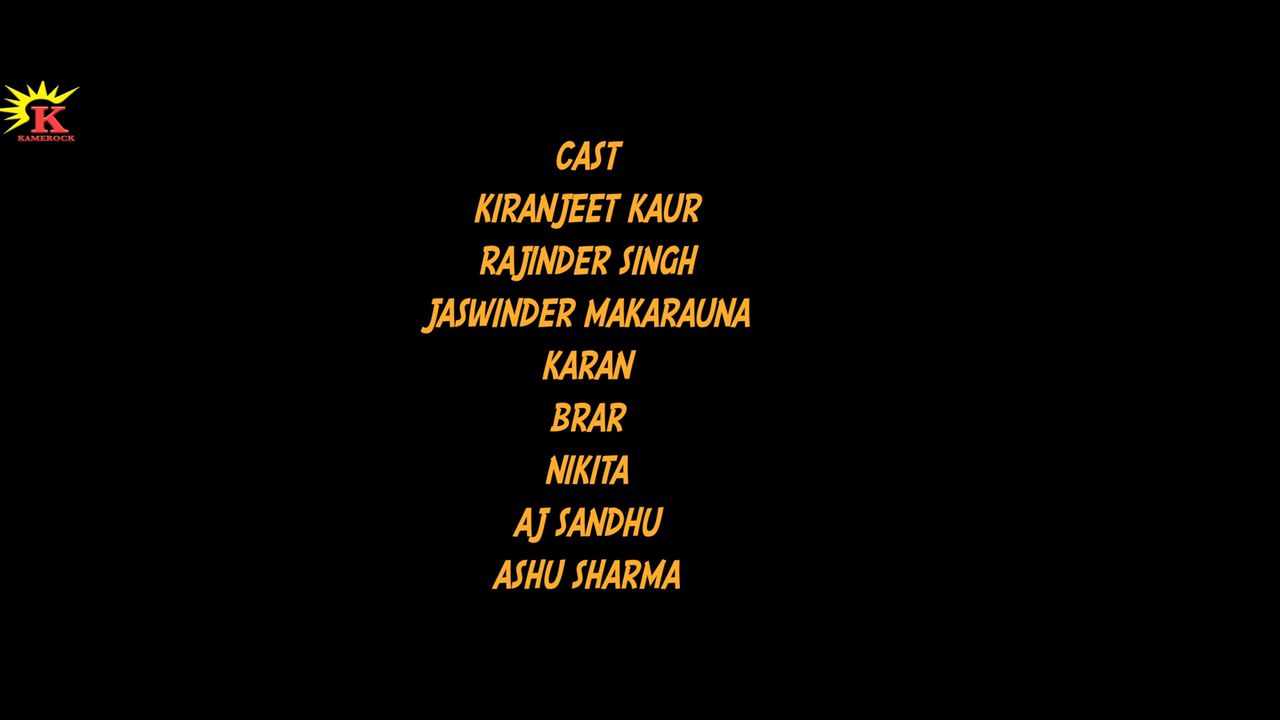 K
KAMEROCK
CAST
KIRANJEET KAUR
RAJINDER SINGH
JASWINDER MAKARAUNA
KARAN
BRAR
NIKITA
AJ SANDHU
ASHU SHARMA